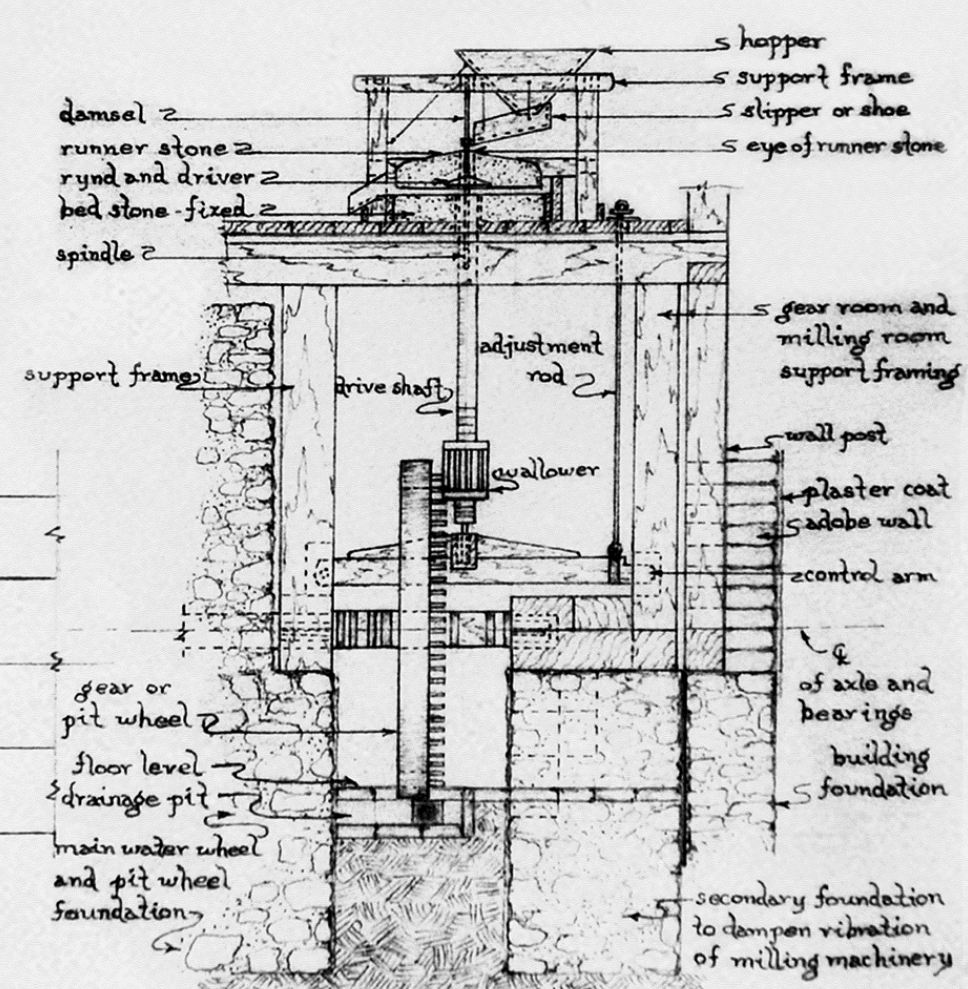 hopper
support frame
damsel
slipper or shoe
runner stone
eye of runner stone
rynd and driver
bed stone - fixed
spindle
gear room and
milling room
support framing
adjustment
rod
support frame
drive shaft
wall post
wallower
plaster coat
adobe wall
control arm
℄
of axle and
bearings
gear or
pit wheel
building
foundation
floor level
drainage pit
main water wheel
and pit wheel
foundation
secondary foundation
to dampen vibration
of milling machinery